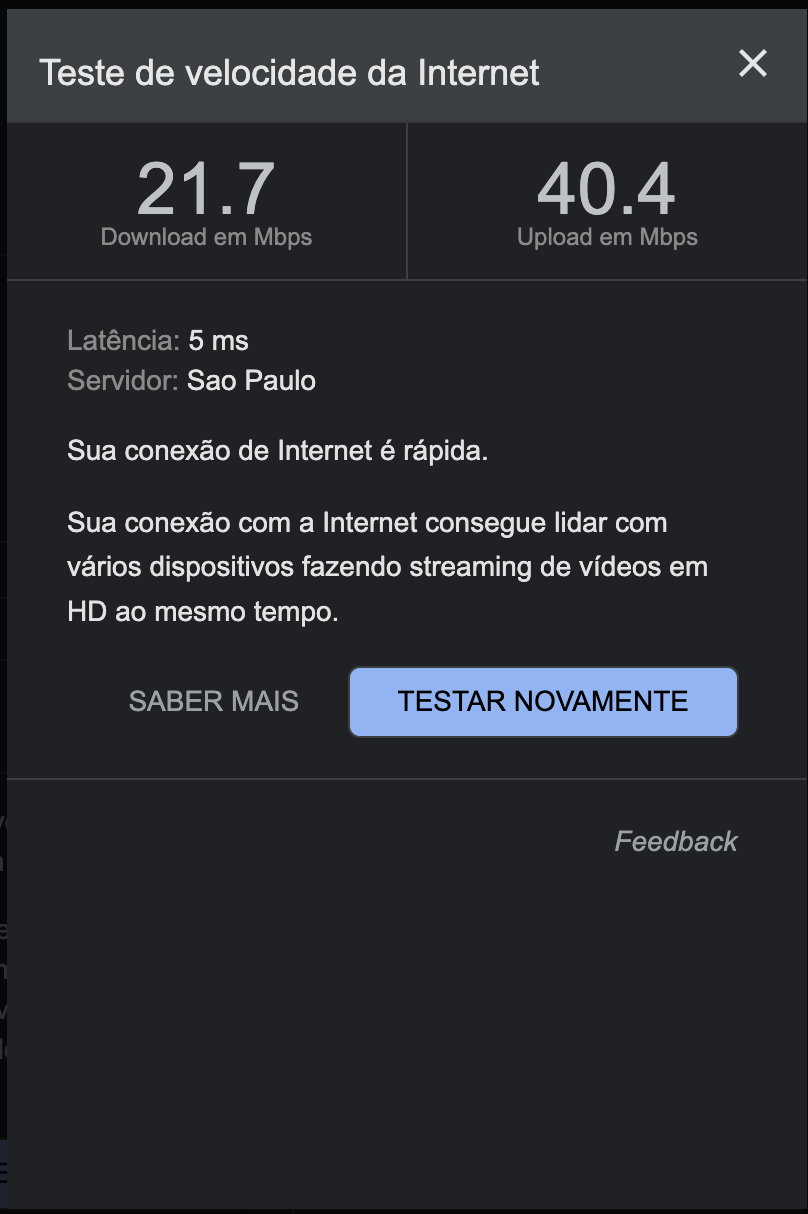 Teste de velocidade da Internet
21.7
Download em Mbps
40.4
Upload em Mbps
Latência: 5 ms
Servidor: Sao Paulo
Sua conexão de Internet é rápida.
Sua conexão com a Internet consegue lidar com
vários dispositivos fazendo streaming de vídeos em
HD ao mesmo tempo.
SABER MAIS
TESTAR NOVAMENTE
Feedback